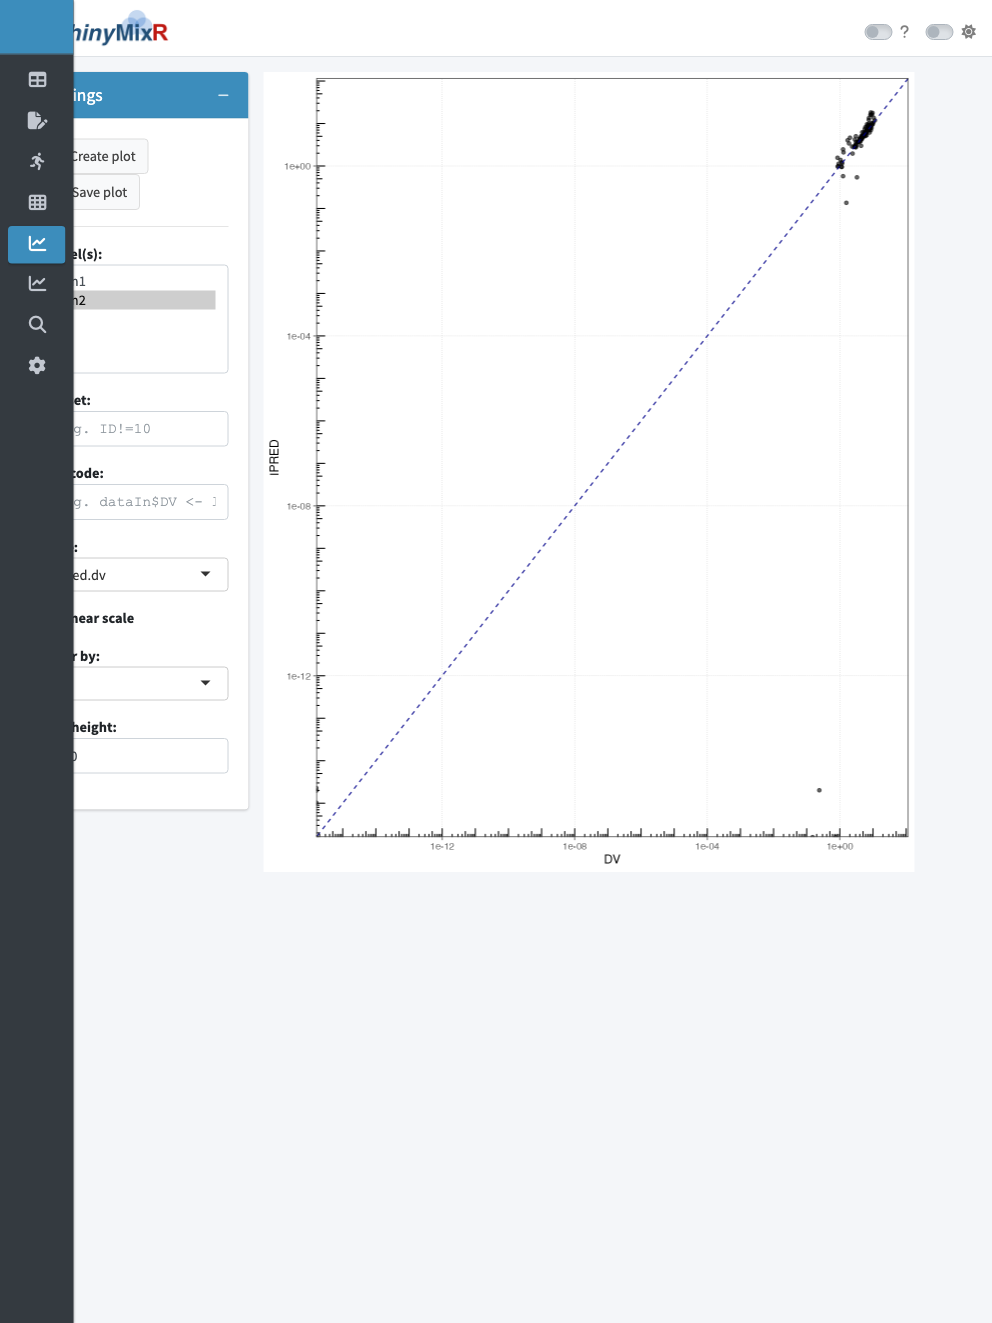 hinyMixR
?
ings
Create plot
Save plot
el(s):
n1
n2
et:
g. ID!=10
code:
g. dataIn$DV <- 1
:
ed.dv
near scale
r by:
height:
0
IPRED
1e+00
1e-04
1e-08
1e-12
1e-12
1e-08
1e-04
1e+00
DV